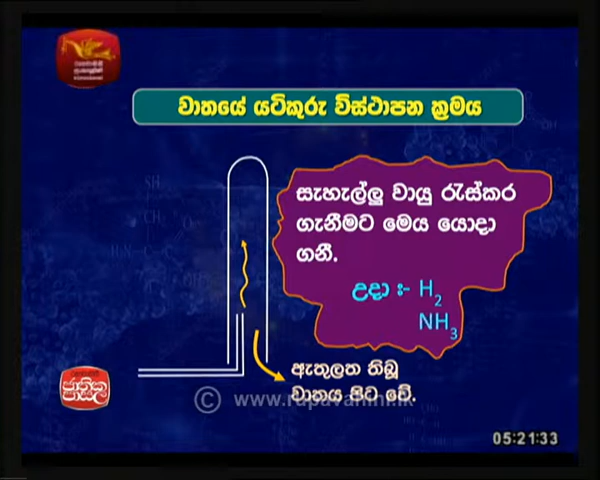 වාතයේ යටිකුරු විස්ථාපන ක්‍රමය
සැහැල්ලු වායු රැස්කර
ගැනීමට මෙය යොදා
ගනී.
උදා :- H2
NH3
ඇතුලත තිබූ
වාතය පිට වේ.
ජාතික
පාසල
© www.rupavahini.lk
05:21:33